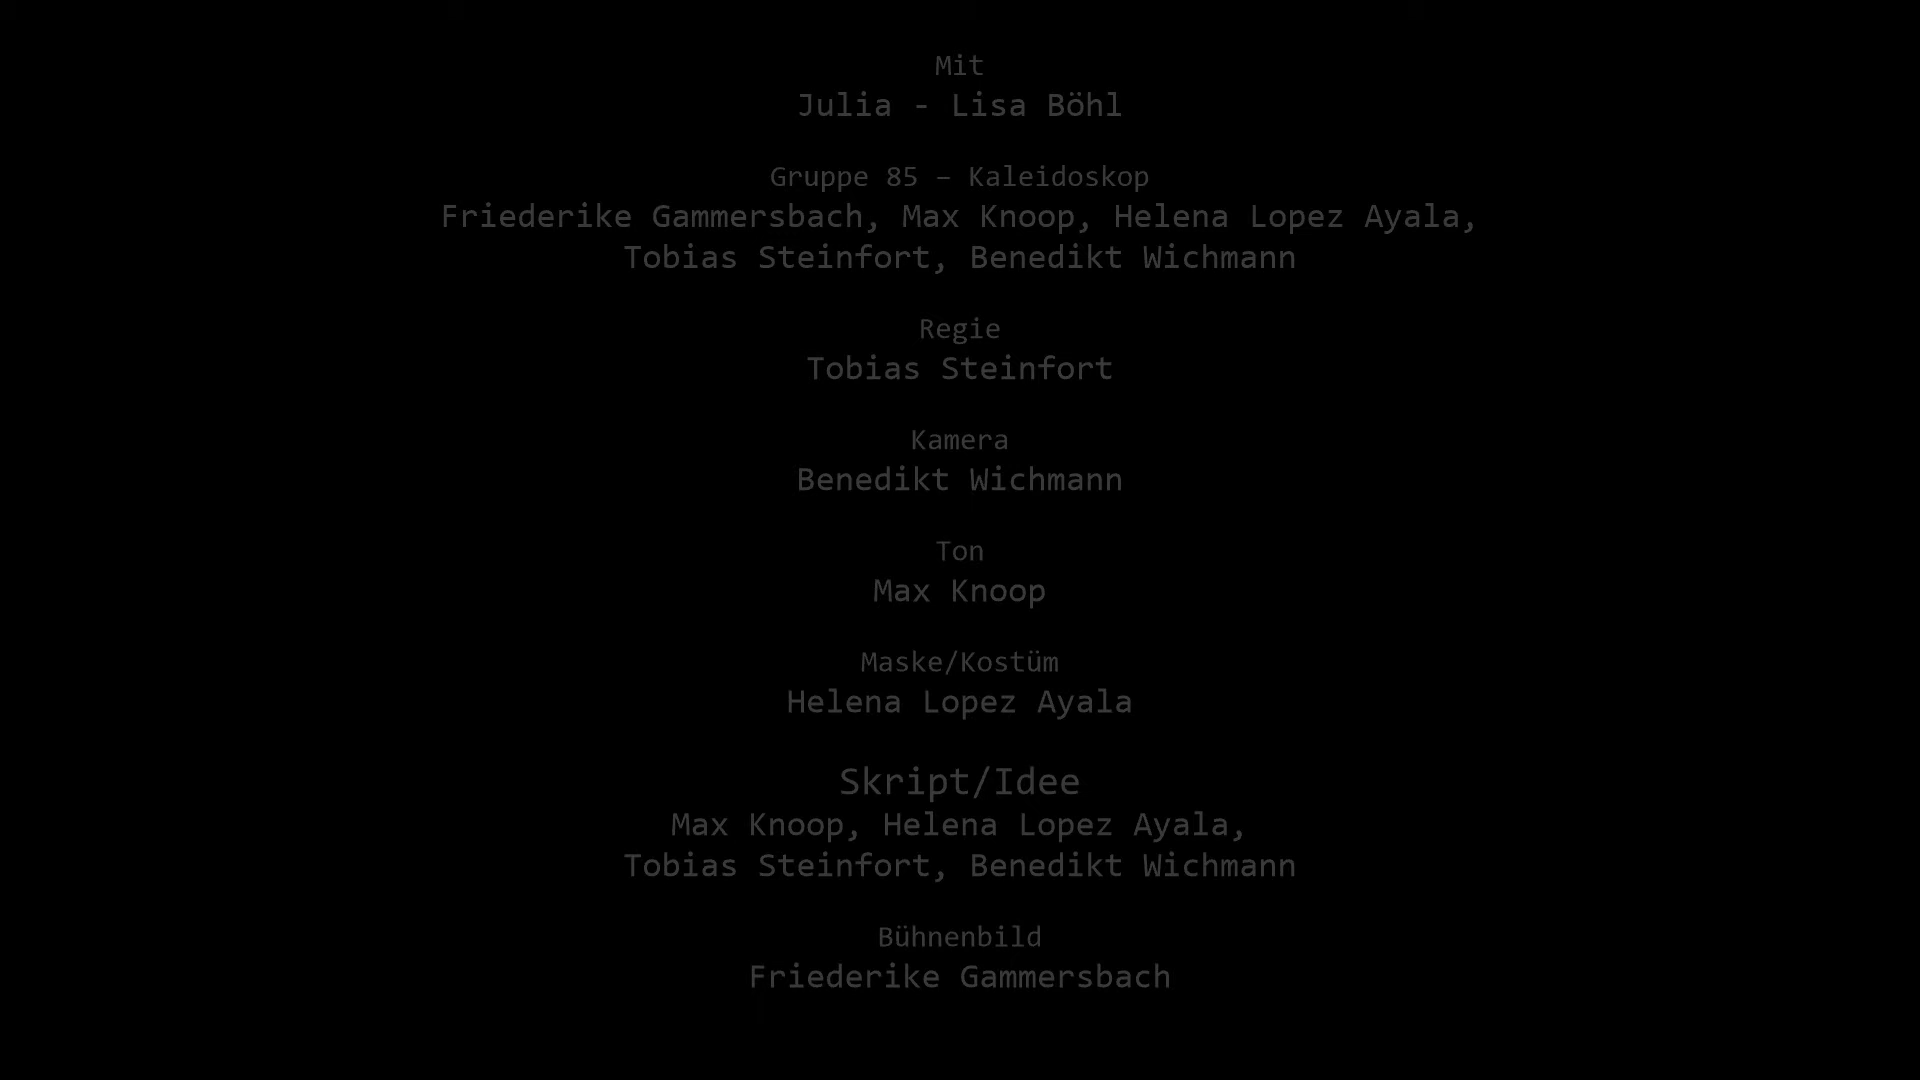 Mit
Julia - Lisa Böhl
Gruppe 85 – Kaleidoskop
Friederike Gammersbach, Max Knoop, Helena Lopez Ayala,
Tobias Steinfort, Benedikt Wichmann
Regie
Tobias Steinfort
Kamera
Benedikt Wichmann
Ton
Max Knoop
Maske/Kostüm
Helena Lopez Ayala
Skript/Idee
Max Knoop, Helena Lopez Ayala,
Tobias Steinfort, Benedikt Wichmann
Bühnenbild
Friederike Gammersbach